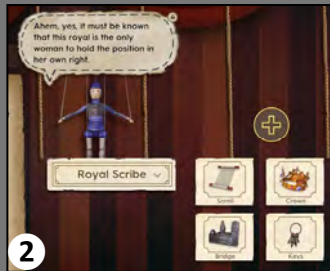 Ahem, yes, it must be known
that this royal is the only
woman to hold the position in
her own right.
Royal Scribe
Scroll
Crown
Bridge
Keys
2